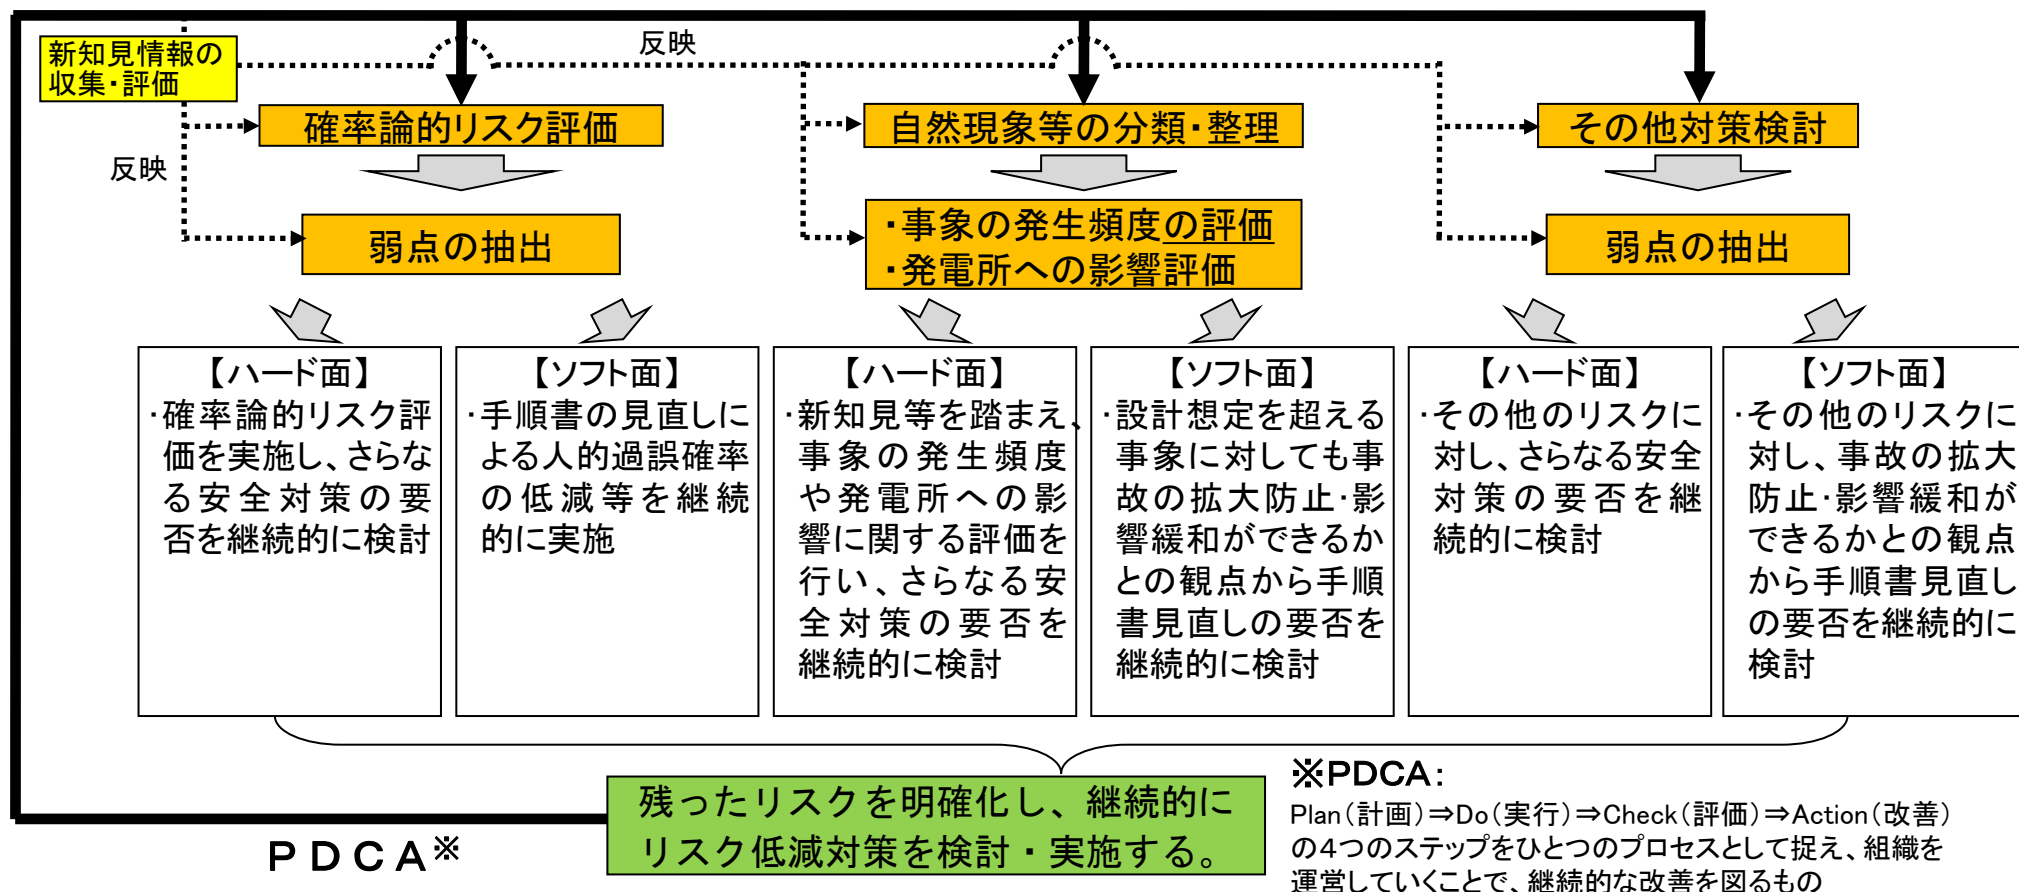 新知見情報の
収集・評価
反映
反映
確率論的リスク評価
自然現象等の分類・整理
その他対策検討
弱点の抽出
・事象の発生頻度の評価
・発電所への影響評価
弱点の抽出
【ハード面】
・確率論的リスク評
価を実施し、さらな
る安全対策の要
否を継続的に検討
【ソフト面】
・手順書の見直しに
よる人的過誤確率
の低減等を継続
的に実施
【ハード面】
・新知見等を踏まえ、
事象の発生頻度
や発電所への影
響に関する評価を
行い、さらなる安
全対策の要否を
継続的に検討
【ソフト面】
・設計想定を超える
事象に対しても事
故の拡大防止・影
響緩和ができるか
との観点から手順
書見直しの要否を
継続的に検討
【ハード面】
・その他のリスクに
対し、さらなる安全
対策の要否を継
続的に検討
【ソフト面】
・その他のリスクに
対し、事故の拡大
防止・影響緩和が
できるかとの観点
から手順書見直し
の要否を継続的に
検討
残ったリスクを明確化し、継続的に
リスク低減対策を検討・実施する。
ＰＤＣＡ※
※PDCA：
Plan（計画）⇒Do（実行）⇒Check（評価）⇒Action（改善）
の４つのステップをひとつのプロセスとして捉え、組織を
運営していくことで、継続的な改善を図るもの